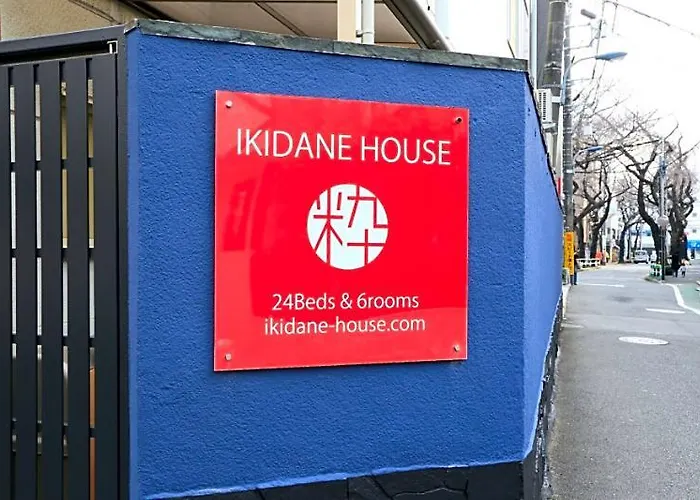 IKIDANE HOUSE
粋
24Beds & 6rooms
ikidane-house.com